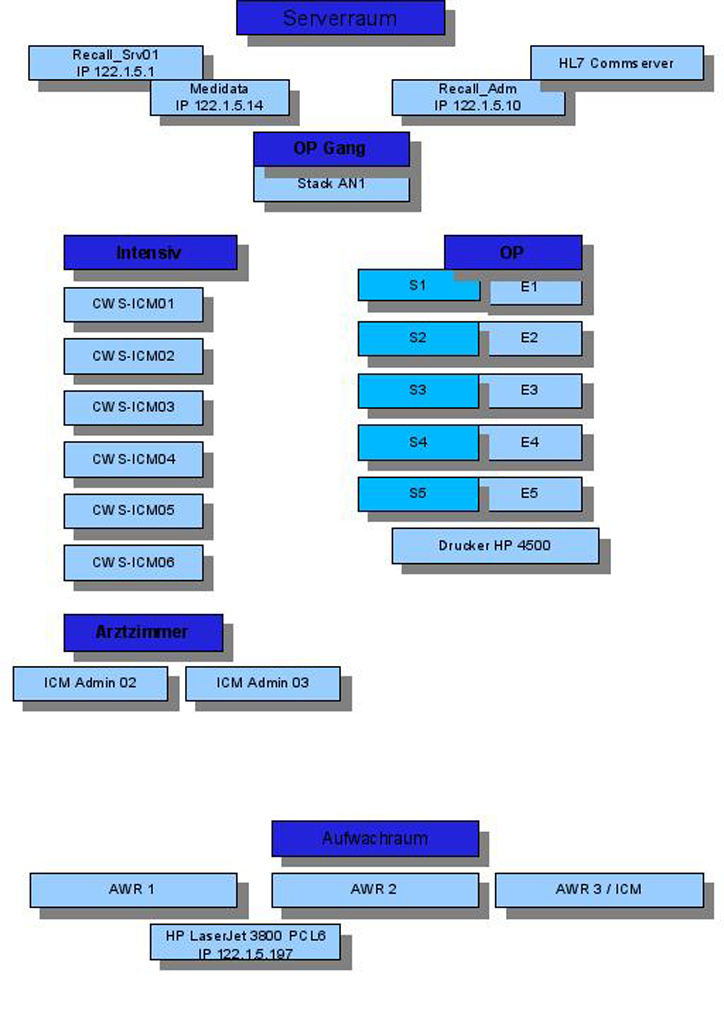 Serverraum
Recall_Srv01
IP 122.1.5.1
HL7 Commserver
Medidata
IP 122.1.5.14
Recall_Adm
IP 122.1.5.10
OP Gang
Stack AN1
Intensiv
OP
S1
E1
CWS-ICM01
S2
E2
CWS-ICM02
S3
E3
CWS-ICM03
S4
E4
CWS-ICM04
S5
E5
CWS-ICM05
Drucker HP 4500
CWS-ICM06
Arztzimmer
ICM Admin 02
ICM Admin 03
Aufwachraum
AWR 1
AWR 2
AWR 3 / ICM
HP LaserJet 3800 PCL6
IP 122.1.5.197